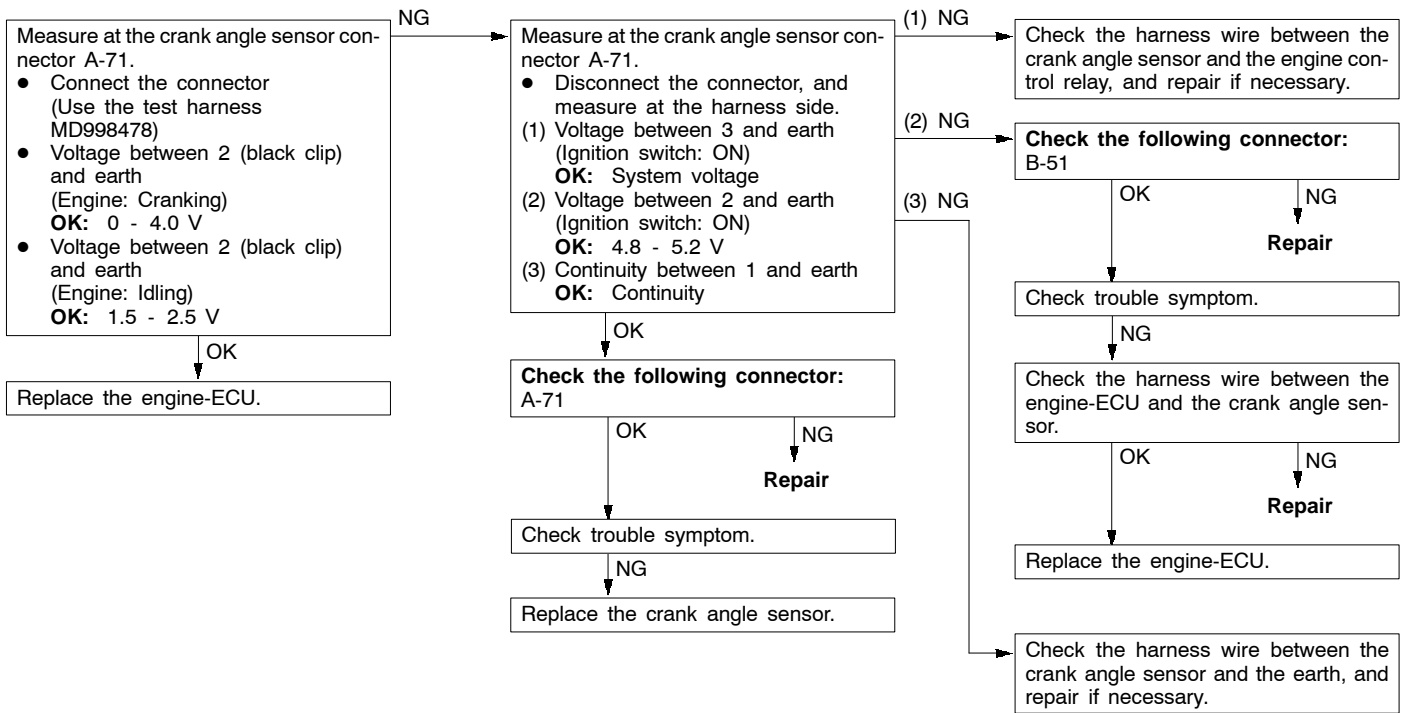 Measure at the crank angle sensor con-
nector A-71.
● Connect the connector
(Use the test harness
MD998478)
● Voltage between 2 (black clip)
and earth
(Engine: Cranking)
OK: 0 - 4.0 V
● Voltage between 2 (black clip)
and earth
(Engine: Idling)
OK: 1.5 - 2.5 V
OK
Replace the engine-ECU.
NG
Measure at the crank angle sensor con-
nector A-71.
● Disconnect the connector, and
measure at the harness side.
(1) Voltage between 3 and earth
(Ignition switch: ON)
OK: System voltage
(2) Voltage between 2 and earth
(Ignition switch: ON)
OK: 4.8 - 5.2 V
(3) Continuity between 1 and earth
OK: Continuity
OK
Check the following connector:
A-71
OK
NG
Repair
Check trouble symptom.
NG
Replace the crank angle sensor.
(1) NG
Check the harness wire between the
crank angle sensor and the engine con-
trol relay, and repair if necessary.
(2) NG
Check the following connector:
B-51
OK
NG
Repair
Check trouble symptom.
NG
Check the harness wire between the
engine-ECU and the crank angle sen-
sor.
OK
NG
Repair
Replace the engine-ECU.
(3) NG
Check the harness wire between the
crank angle sensor and the earth, and
repair if necessary.